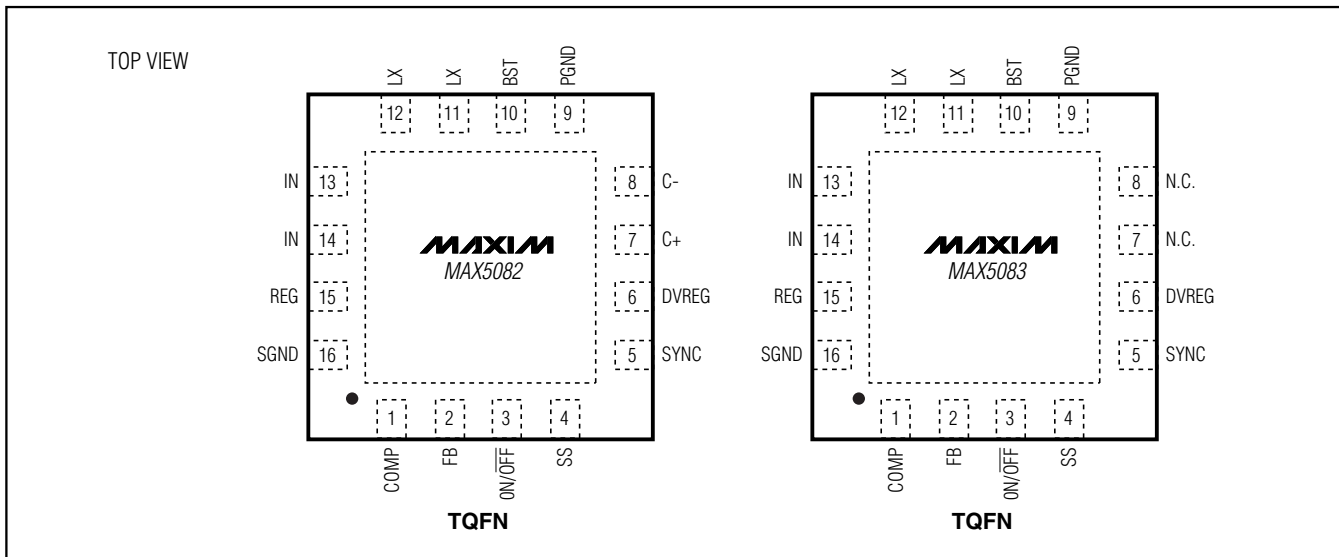 TOP VIEW
LX LX BST PGND
12 11 10 9
IN 13
IN 14
REG 15
SGND 16
MAXIM
MAX5082
8 C-
7 C+
6 DVREG
5 SYNC
1 2 3 4
COMP FB ON/OFF SS
TQFN
LX LX BST PGND
12 11 10 9
IN 13
IN 14
REG 15
SGND 16
MAXIM
MAX5083
8 N.C.
7 N.C.
6 DVREG
5 SYNC
1 2 3 4
COMP FB ON/OFF SS
TQFN